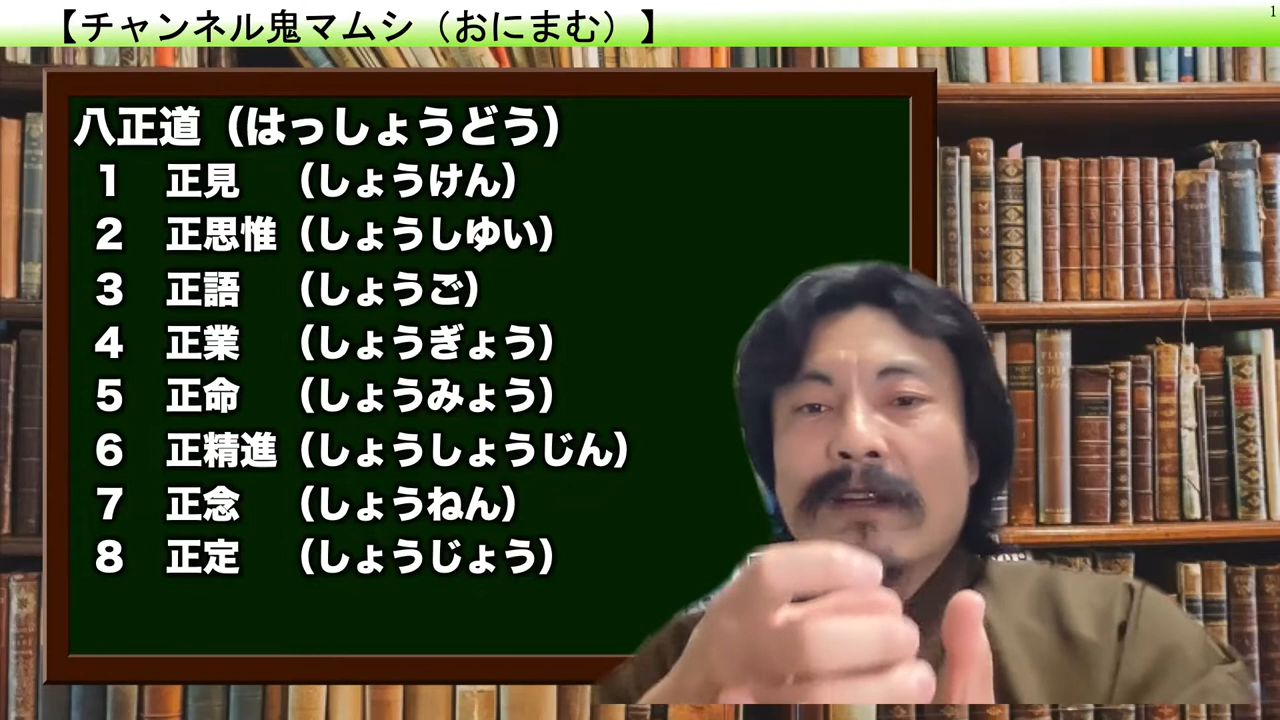 【チャンネル鬼マムシ（おにまむ）】
1
八正道（はっしょうどう）
1 正見 （しょうけん）
2 正思惟（しょうしゆい）
3 正語 （しょうご）
4 正業 （しょうぎょう）
5 正命 （しょうみょう）
6 正精進（しょうしょうじん）
7 正念 （しょうねん）
8 正定 （しょうじょう）